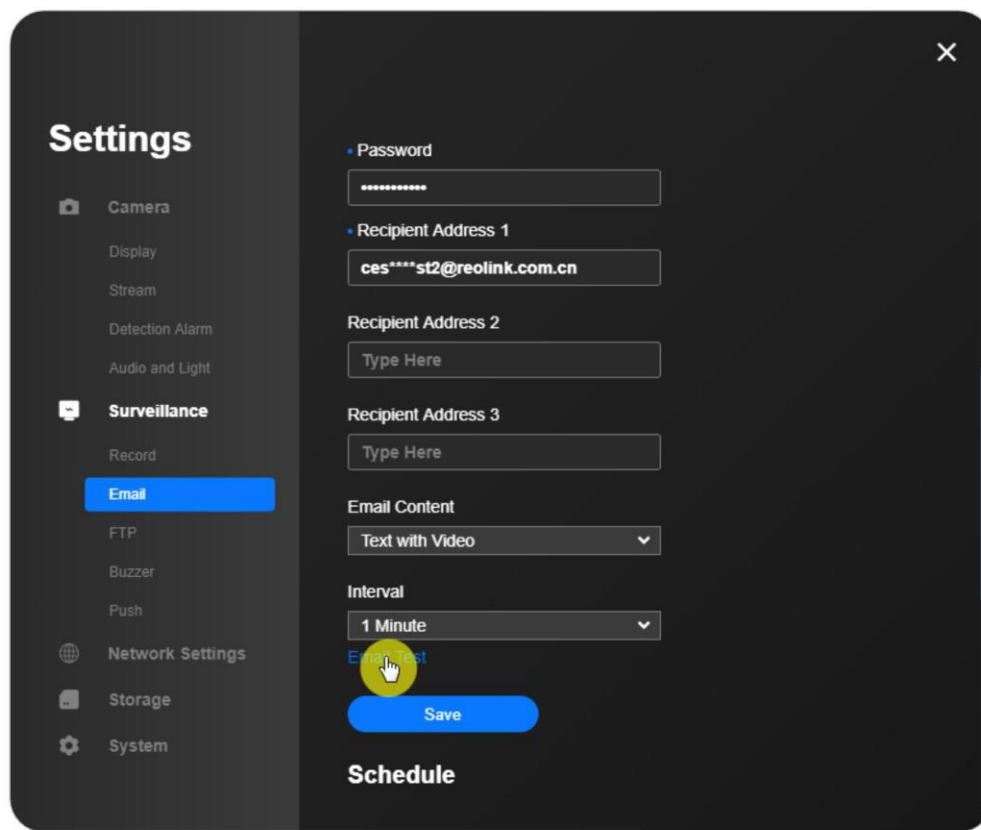 Settings
Camera
Display
Stream
Detection Alarm
Audio and Light
Surveillance
Record
Email
FTP
Buzzer
Push
Network Settings
Storage
System
Password
•••••••••••
Recipient Address 1
ces****st2@reolink.com.cn
Recipient Address 2
Type Here
Recipient Address 3
Type Here
Email Content
Text with Video
Interval
1 Minute
Email Test
Save
Schedule